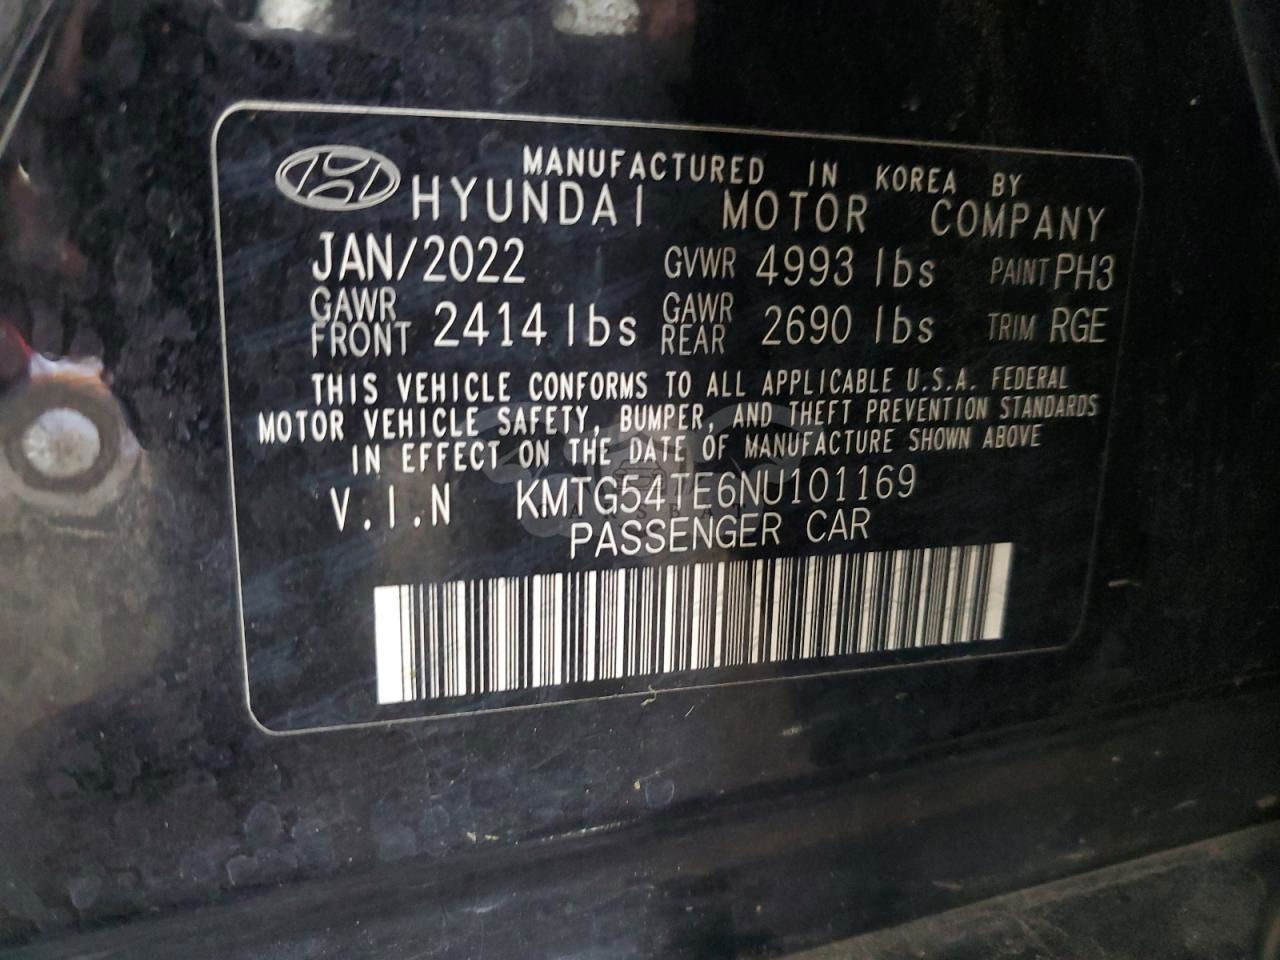 MANUFACTURED IN KOREA BY
HYUNDAI MOTOR COMPANY
JAN/2022 GVWR 4993 lbs PAINT PH3
GAWR FRONT 2414 lbs GAWR REAR 2690 lbs TRIM RGE
THIS VEHICLE CONFORMS TO ALL APPLICABLE U.S.A. FEDERAL
MOTOR VEHICLE SAFETY, BUMPER, AND THEFT PREVENTION STANDARDS
IN EFFECT ON THE DATE OF MANUFACTURE SHOWN ABOVE
V.I.N KMTG54TE6NU101169
PASSENGER CAR